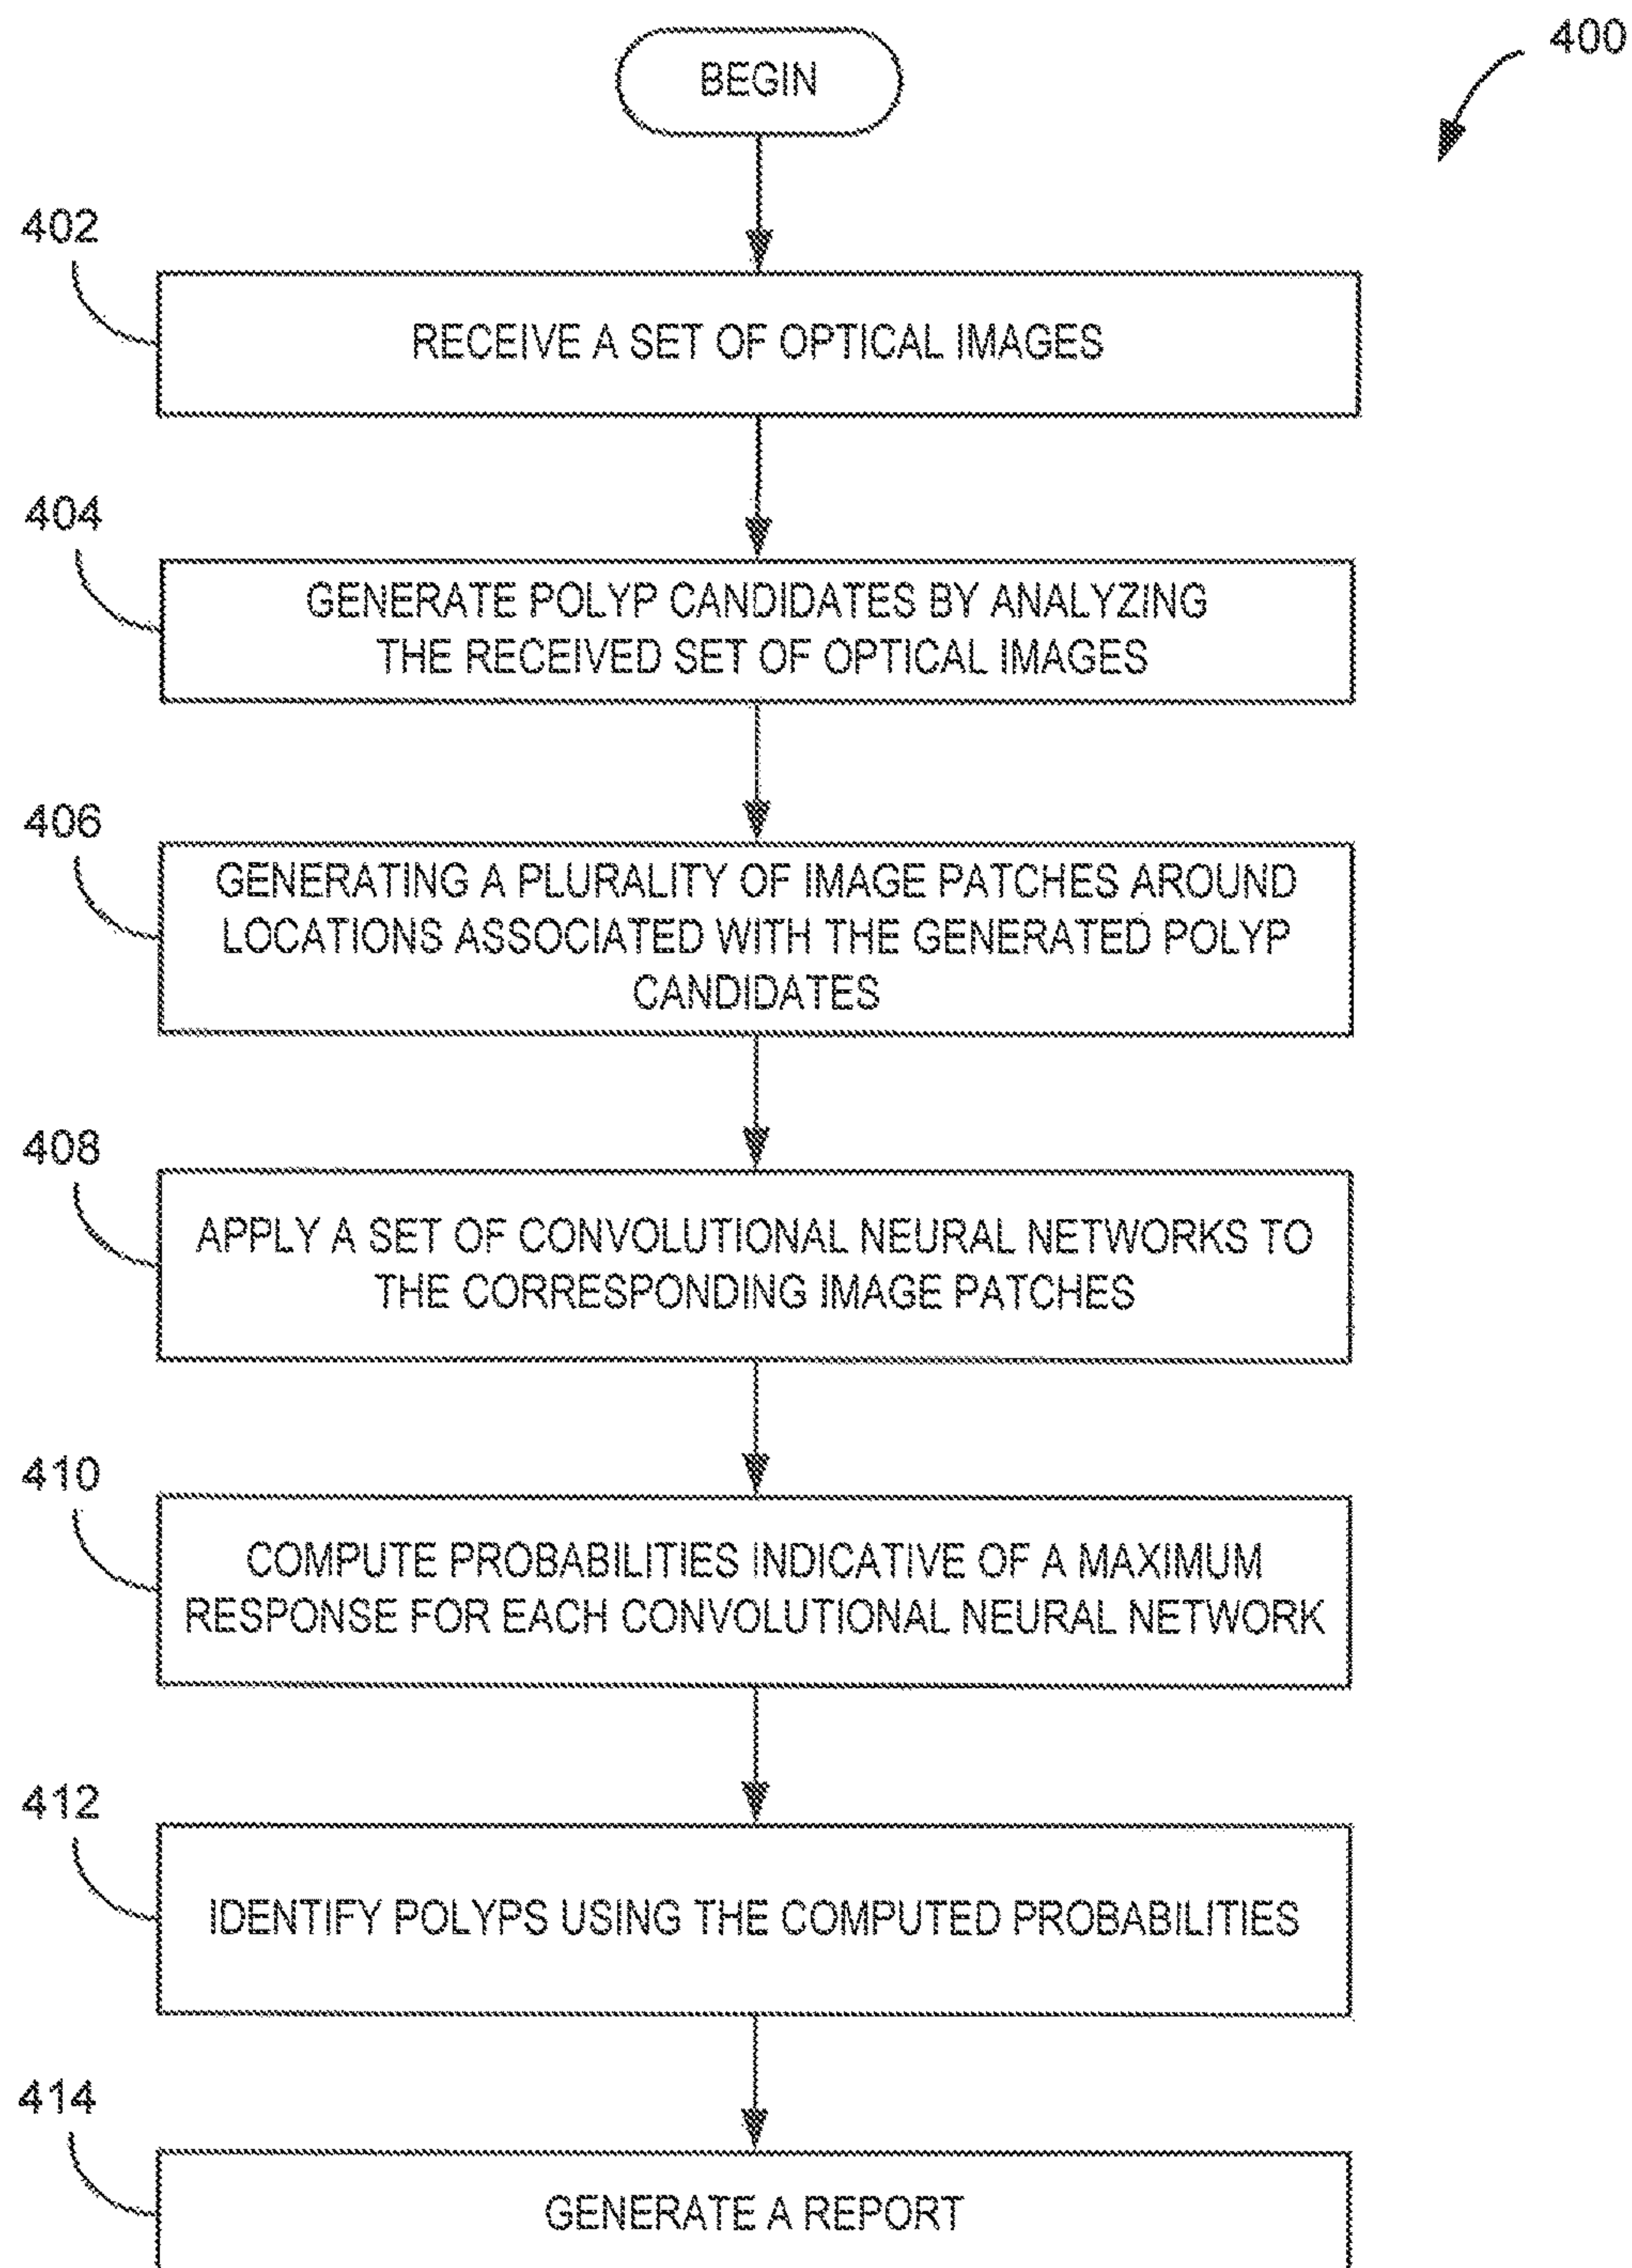 400
BEGIN
402
RECEIVE A SET OF OPTICAL IMAGES
404
GENERATE POLYP CANDIDATES BY ANALYZING
THE RECEIVED SET OF OPTICAL IMAGES
406
GENERATING A PLURALITY OF IMAGE PATCHES AROUND
LOCATIONS ASSOCIATED WITH THE GENERATED POLYP
CANDIDATES
408
APPLY A SET OF CONVOLUTIONAL NEURAL NETWORKS TO
THE CORRESPONDING IMAGE PATCHES
410
COMPUTE PROBABILITIES INDICATIVE OF A MAXIMUM
RESPONSE FOR EACH CONVOLUTIONAL NEURAL NETWORK
412
IDENTIFY POLYPS USING THE COMPUTED PROBABILITIES
414
GENERATE A REPORT